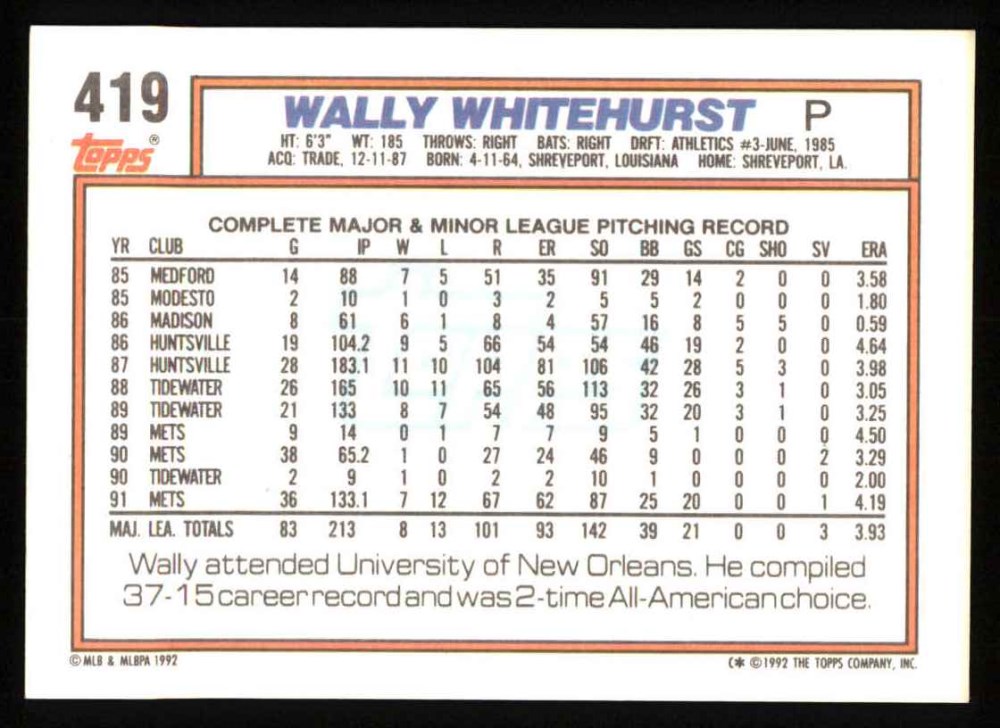 419
Topps®
WALLY WHITEHURST P
HT: 6'3" WT: 185 THROWS: RIGHT BATS: RIGHT DRFT: ATHLETICS #3-JUNE, 1985
ACQ: TRADE, 12-11-87 BORN: 4-11-64, SHREVEPORT, LOUISIANA HOME: SHREVEPORT, LA.
COMPLETE MAJOR & MINOR LEAGUE PITCHING RECORD
YR CLUB G IP W L R ER SO BB GS CG SHO SV ERA
85 MEDFORD 14 88 7 5 51 35 91 29 14 2 0 0 3.58
85 MODESTO 2 10 1 0 3 2 5 5 2 0 0 0 1.80
86 MADISON 8 61 6 1 8 4 57 16 8 5 5 0 0.59
86 HUNTSVILLE 19 104.2 9 5 66 54 54 46 19 2 0 0 4.64
87 HUNTSVILLE 28 183.1 11 10 104 81 106 42 28 5 3 0 3.98
88 TIDEWATER 26 165 10 11 65 56 113 32 26 3 1 0 3.05
89 TIDEWATER 21 133 8 7 54 48 95 32 20 3 1 0 3.25
89 METS 9 14 0 1 7 7 9 5 1 0 0 0 4.50
90 METS 38 65.2 1 0 27 24 46 9 0 0 0 2 3.29
90 TIDEWATER 2 9 1 0 2 2 10 1 0 0 0 0 2.00
91 METS 36 133.1 7 12 67 62 87 25 20 0 0 1 4.19
MAJ. LEA. TOTALS 83 213 8 13 101 93 142 39 21 0 0 3 3.93
Wally attended University of New Orleans. He compiled
37-15 career record and was 2-time All-American choice.
© MLB & MLBPA 1992
C* © 1992 THE TOPPS COMPANY, INC.